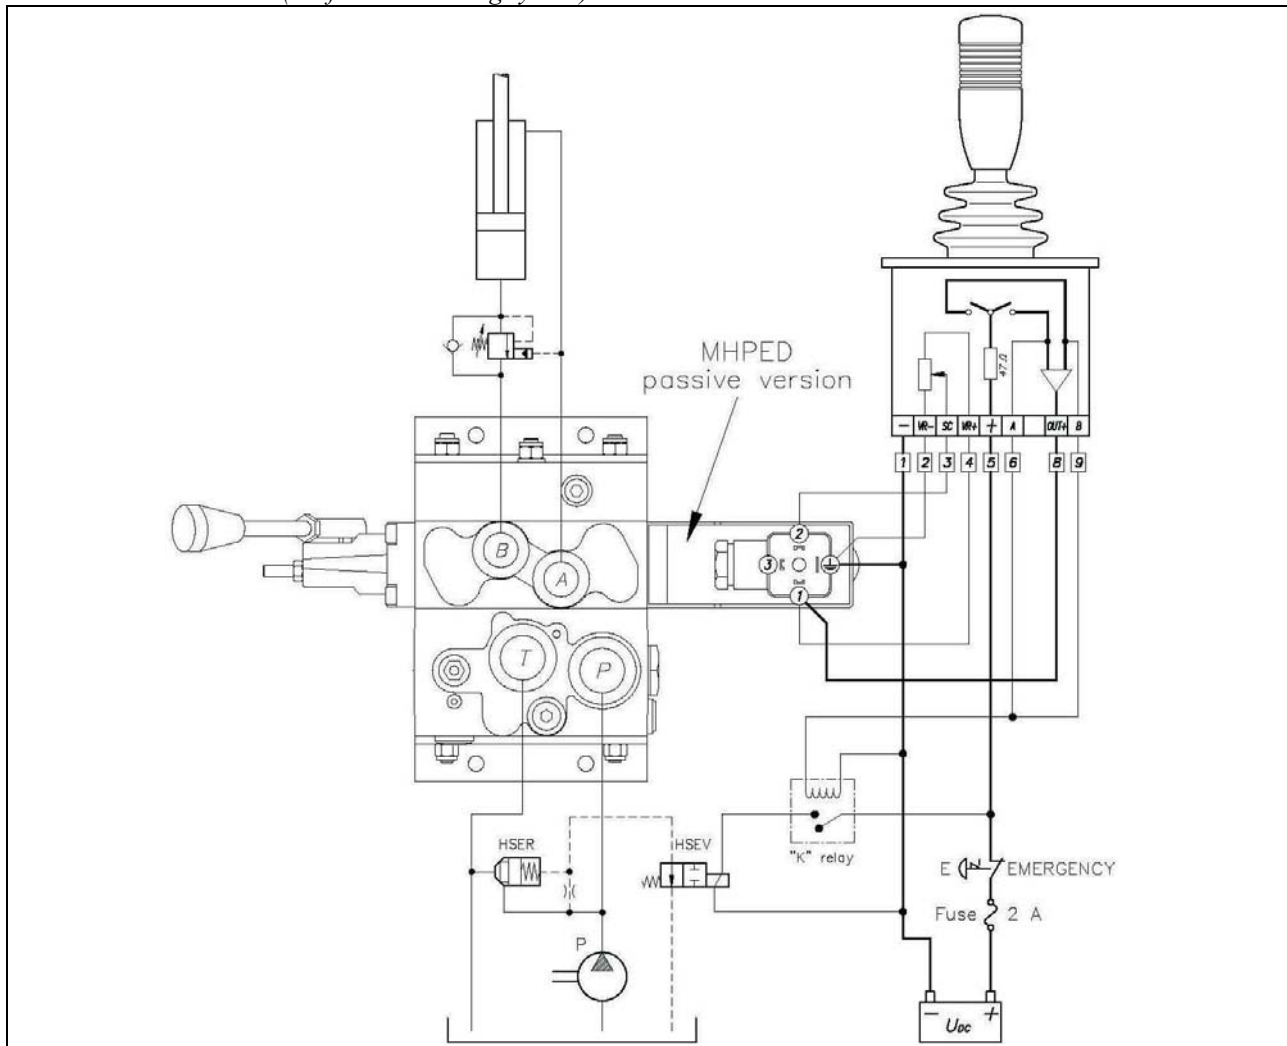 MHPED
passive version
47Ω
- VR- SC VR+ + A OUT+ B
1 2 3 4 5 6 8 9
2
3
1
B
A
T
P
HSER
HSEV
"K" relay
E EMERGENCY
Fuse 2 A
P
- +
UDC